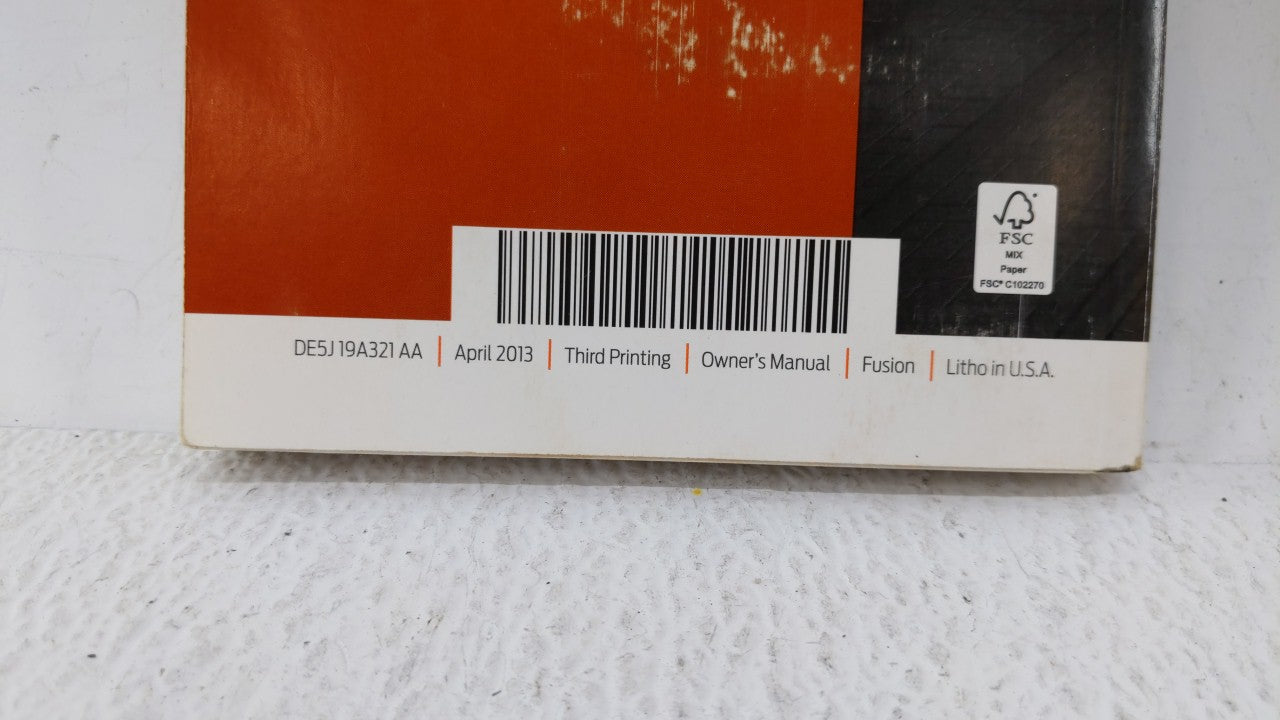 FSC
MIX
Paper
FSC® C102270
DE5J 19A321 AA | April 2013 | Third Printing | Owner's Manual | Fusion | Litho in U.S.A.